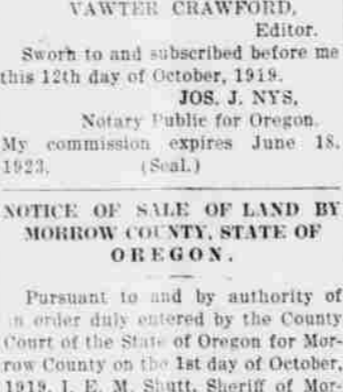 VAWTER CRAWFORD,
Editor.
Sworn to and subscribed before me
this 12th day of October, 1919.
JOS. J. NYS,
Notary Public for Oregon.
My commission expires June 18,
1923. (Seal.)
NOTICE OF SALE OF LAND BY
MORROW COUNTY, STATE OF
OREGON.
Pursuant to and by authority of
an order duly entered by the County
Court of the State of Oregon for Mor-
row County on the 1st day of October,
1919, I, E. M. Shutt, Sheriff of Mor-